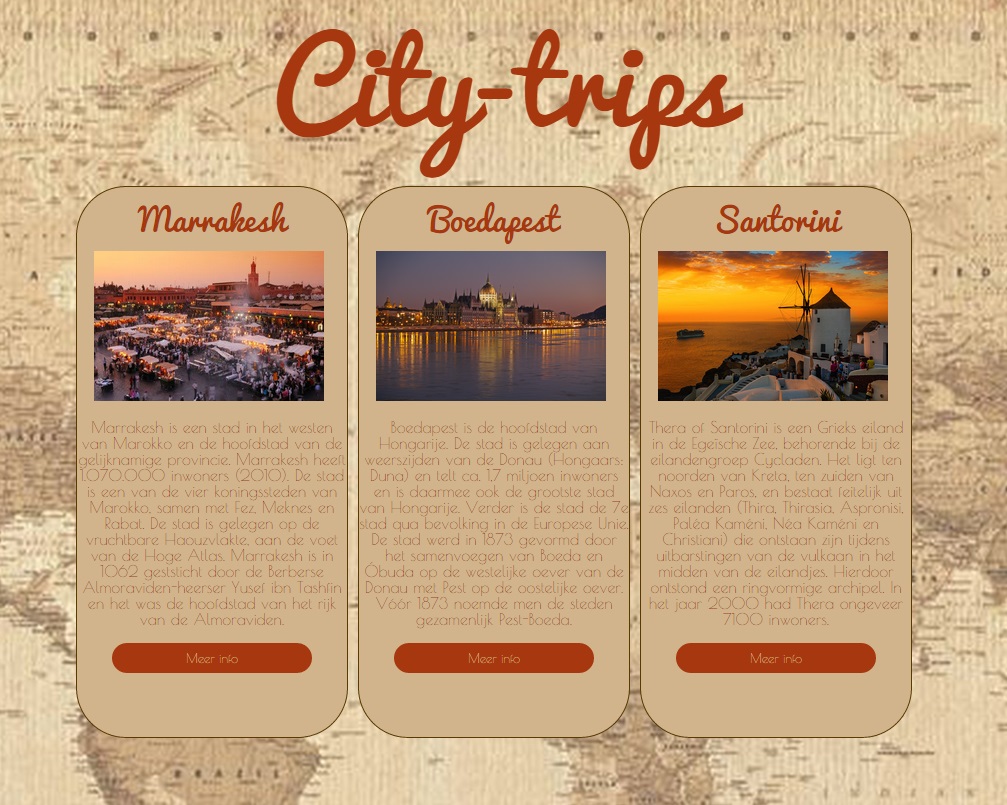 City-trips
Marrakesh
Marrakesh is een stad in het westen
van Marokko en de hoofdstad van de
gelijknamige provincie. Marrakesh heeft
1.070.000 inwoners (2010). De stad
is een van de vier koningssteden van
Marokko, samen met Fez, Meknes en
Rabat. De stad is gelegen op de
vruchtbare Haouzvlakte, aan de voet
van de Hoge Atlas. Marrakesh is in
1062 gesticht door de Berberse
Almoraviden-heerser Yusef ibn Tashfin
en het was de hoofdstad van het rijk
van de Almoraviden.
Meer info
Boedapest
Boedapest is de hoofdstad van
Hongarije. De stad is gelegen aan
weerszijden van de Donau (Hongaars:
Duna) en telt ca. 1,7 miljoen inwoners
en is daarmee ook de grootste stad
van Hongarije. Verder is de stad de 7e
stad qua bevolking in de Europese Unie.
De stad werd in 1873 gevormd door
het samenvoegen van Boeda en
Óbuda op de westelijke oever van de
Donau met Pest op de oostelijke oever.
Vóór 1873 noemde men de steden
gezamenlijk Pest-Boeda.
Meer info
Santorini
Thera of Santorini is een Grieks eiland
in de Egeïsche Zee, behorende bij de
eilandengroep Cycladen. Het ligt ten
noorden van Kreta, ten zuiden van
Naxos en Paros, en bestaat feitelijk uit
zes eilanden (Thira, Thirasia, Aspronisi,
Paléa Kaméni, Néa Kaméni en
Christiani) die ontstaan zijn tijdens
uitbarstingen van de vulkaan in het
midden van de eilandjes. Hierdoor
ontstond een ringvormige archipel. In
het jaar 2000 had Thera ongeveer
7100 inwoners.
Meer info
BRAZIL